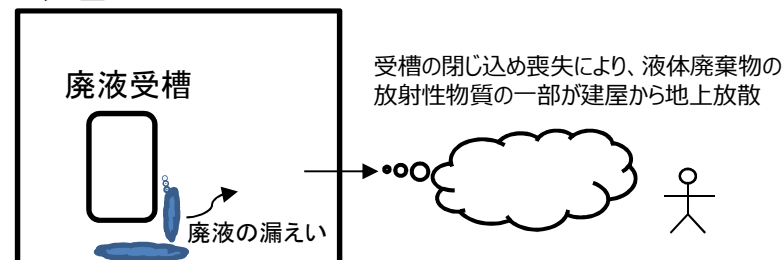 廃液受槽
受槽の閉じ込め喪失により、液体廃棄物の
放射性物質の一部が建屋から地上放散
廃液の漏えい